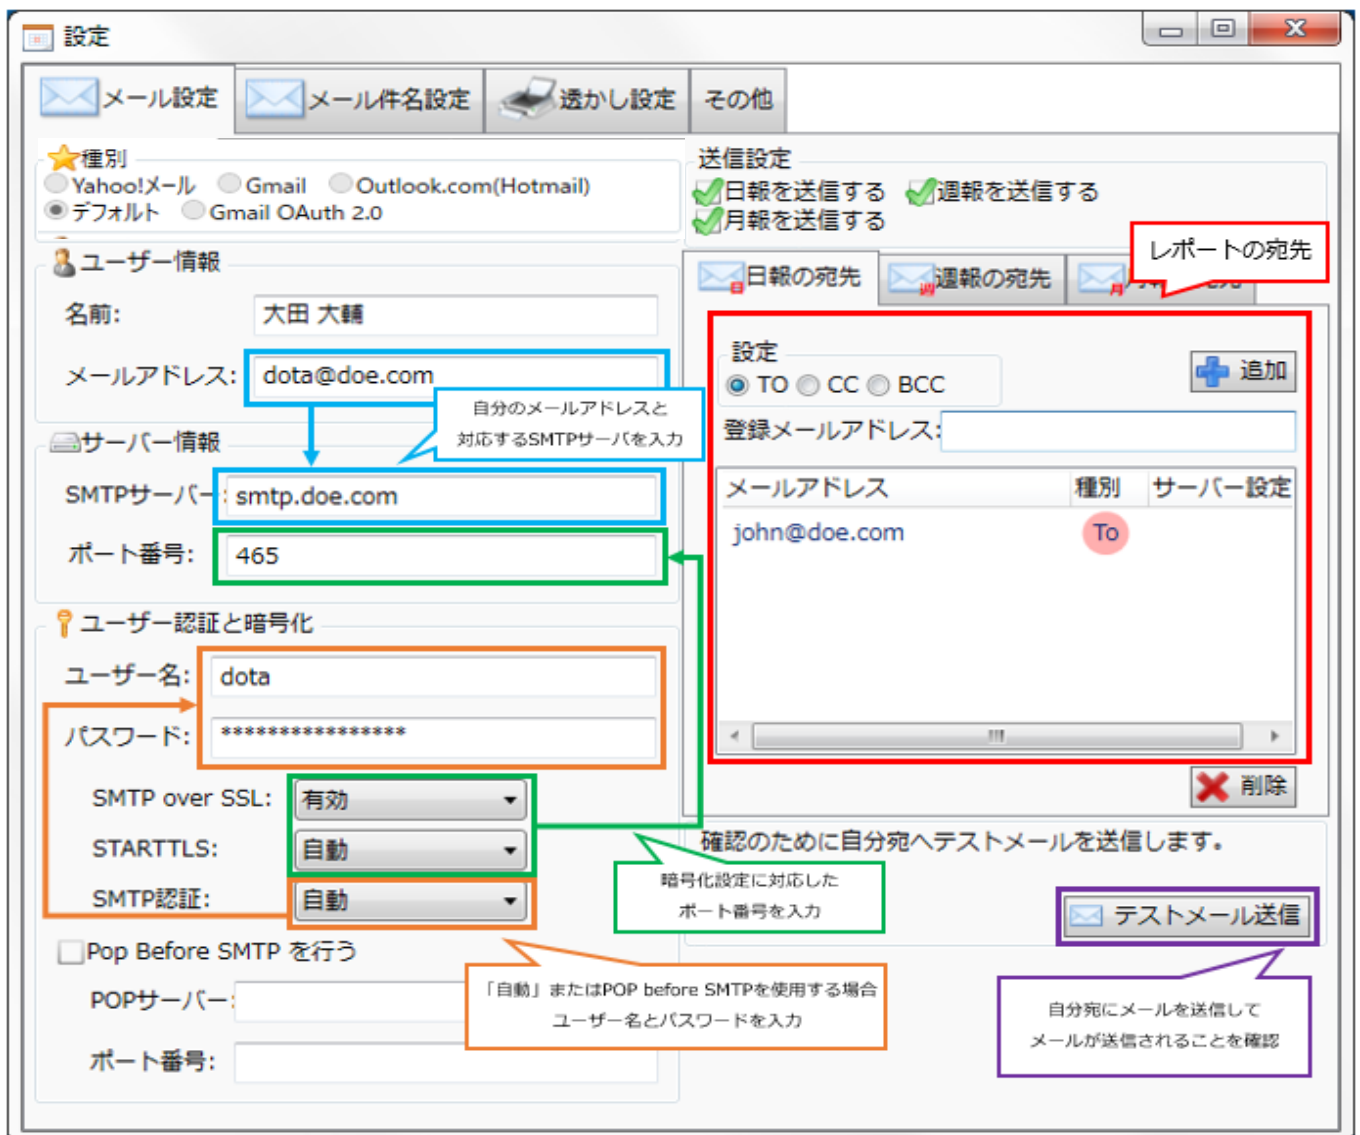 設定
メール設定 メール件名設定 透かし設定 その他
種別
Yahoo!メール Gmail Outlook.com(Hotmail)
デフォルト Gmail OAuth 2.0
ユーザー情報
名前: 大田 大輔
メールアドレス: dota@doe.com
自分のメールアドレスと
対応するSMTPサーバを入力
サーバー情報
SMTPサーバー: smtp.doe.com
ポート番号: 465
ユーザー認証と暗号化
ユーザー名: dota
パスワード: ****************
SMTP over SSL: 有効
STARTTLS: 自動
SMTP認証: 自動
暗号化設定に対応した
ポート番号を入力
Pop Before SMTP を行う
POPサーバー:
ポート番号:
「自動」またはPOP before SMTPを使用する場合
ユーザー名とパスワードを入力
送信設定
日報を送信する 週報を送信する
月報を送信する
レポートの宛先
日報の宛先 週報の宛先
設定
TO CC BCC
追加
登録メールアドレス:
メールアドレス 種別 サーバー設定
john@doe.com To
削除
確認のために自分宛へテストメールを送信します。
テストメール送信
自分宛にメールを送信して
メールが送信されることを確認